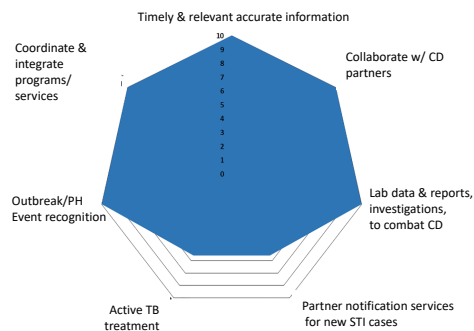 Timely & relevant accurate information
Coordinate &
integrate
programs/
services
Collaborate w/ CD
partners
10
9
8
7
6
5
4
3
2
1
0
Outbreak/PH
Event recognition
Lab data & reports,
investigations,
to combat CD
Active TB
treatment
Partner notification services
for new STI cases